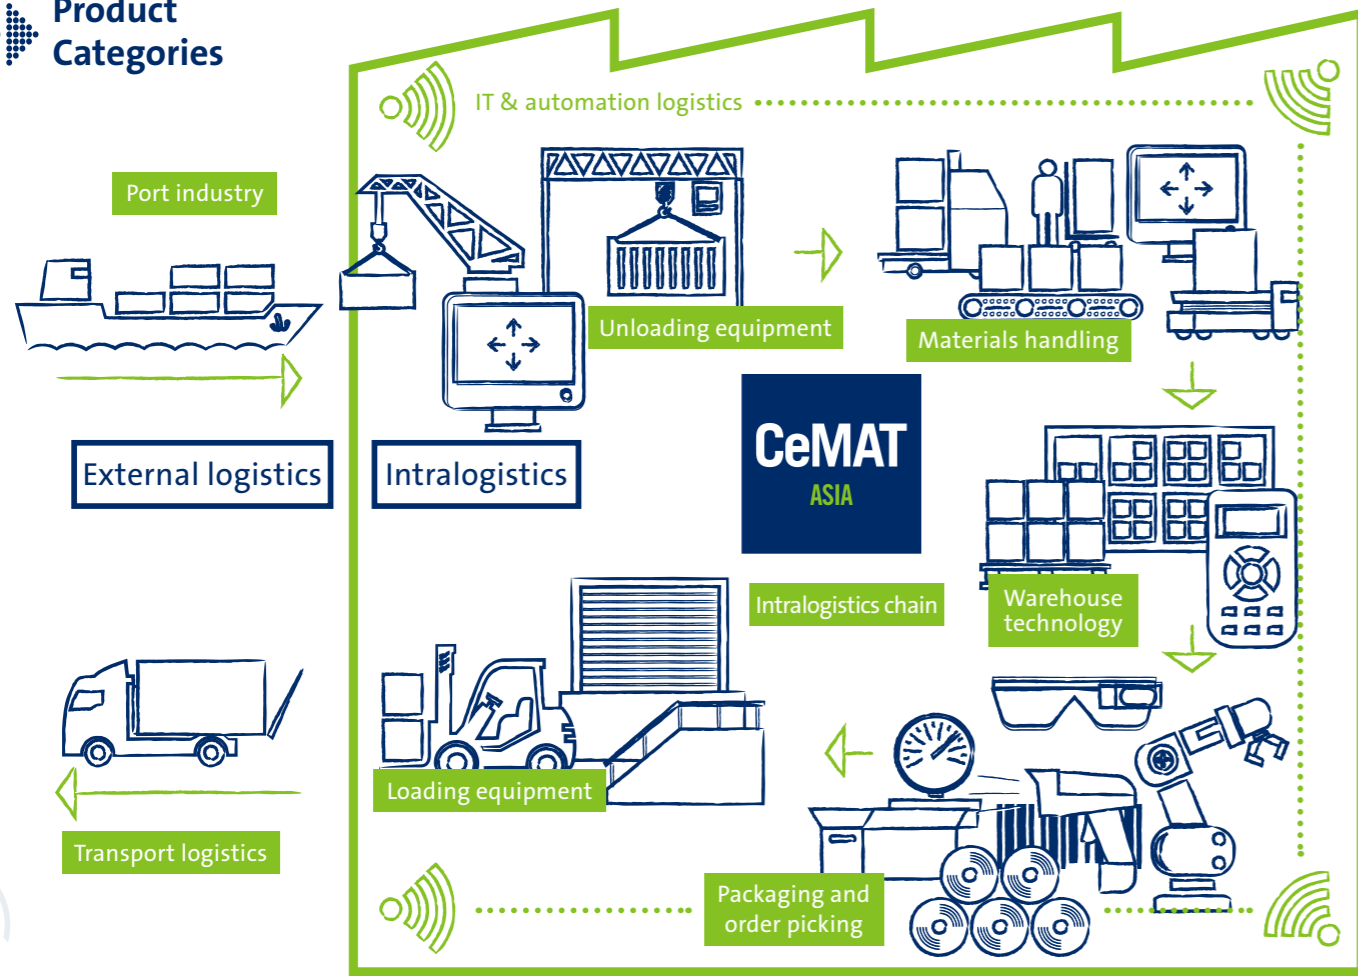 Product
Categories
IT & automation logistics
Port industry
Unloading equipment
Materials handling
External logistics
Intralogistics
CeMAT
ASIA
Intralogistics chain
Warehouse
technology
Loading equipment
Transport logistics
Packaging and
order picking